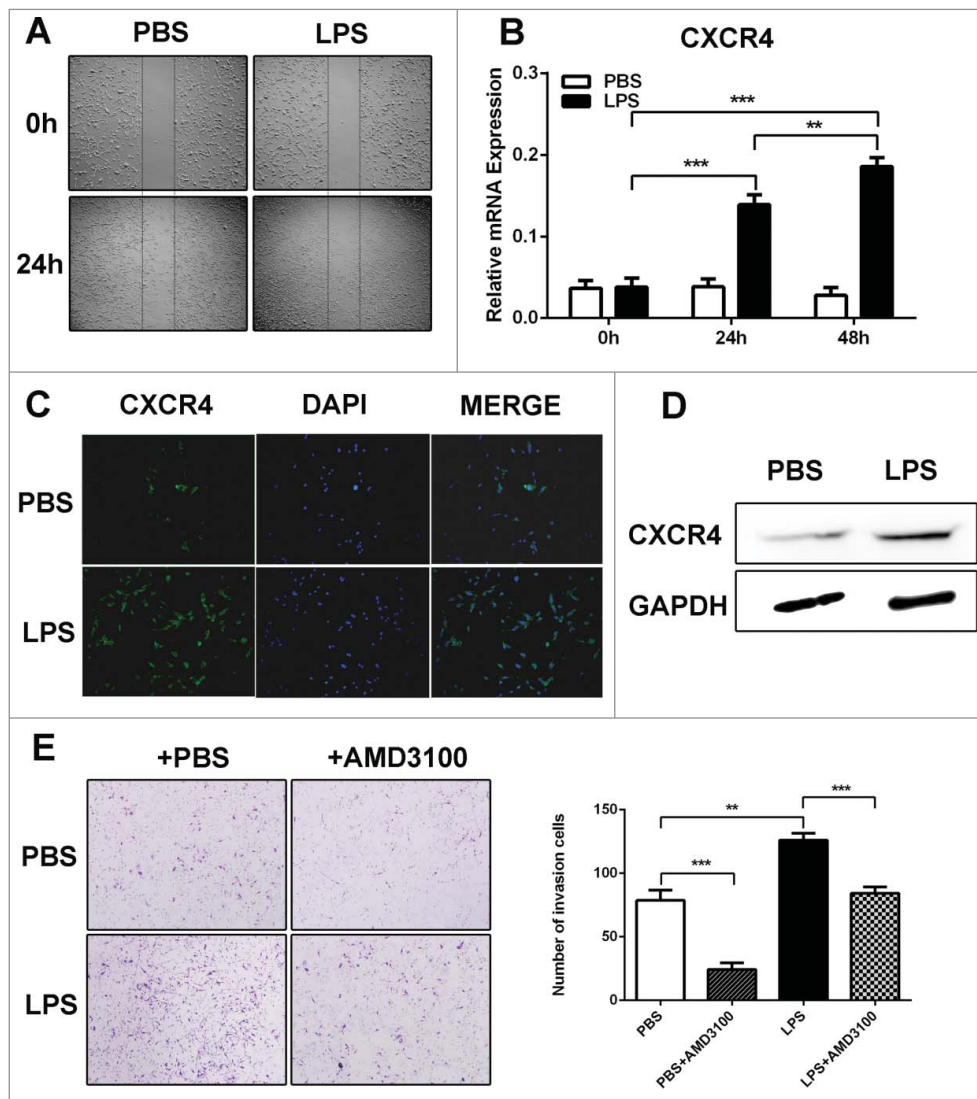 A
PBS LPS
0h
24h
B
CXCR4
PBS
LPS
Relative mRNA Expression
0.3
0.2
0.1
0.0
***
**
***
0h 24h 48h
C
CXCR4 DAPI MERGE
PBS
LPS
D
PBS LPS
CXCR4
GAPDH
E
+PBS +AMD3100
PBS
LPS
Number of invasion cells
150
100
50
0
**
***
***
PBS
PBS+AMD3100
LPS
LPS+AMD3100